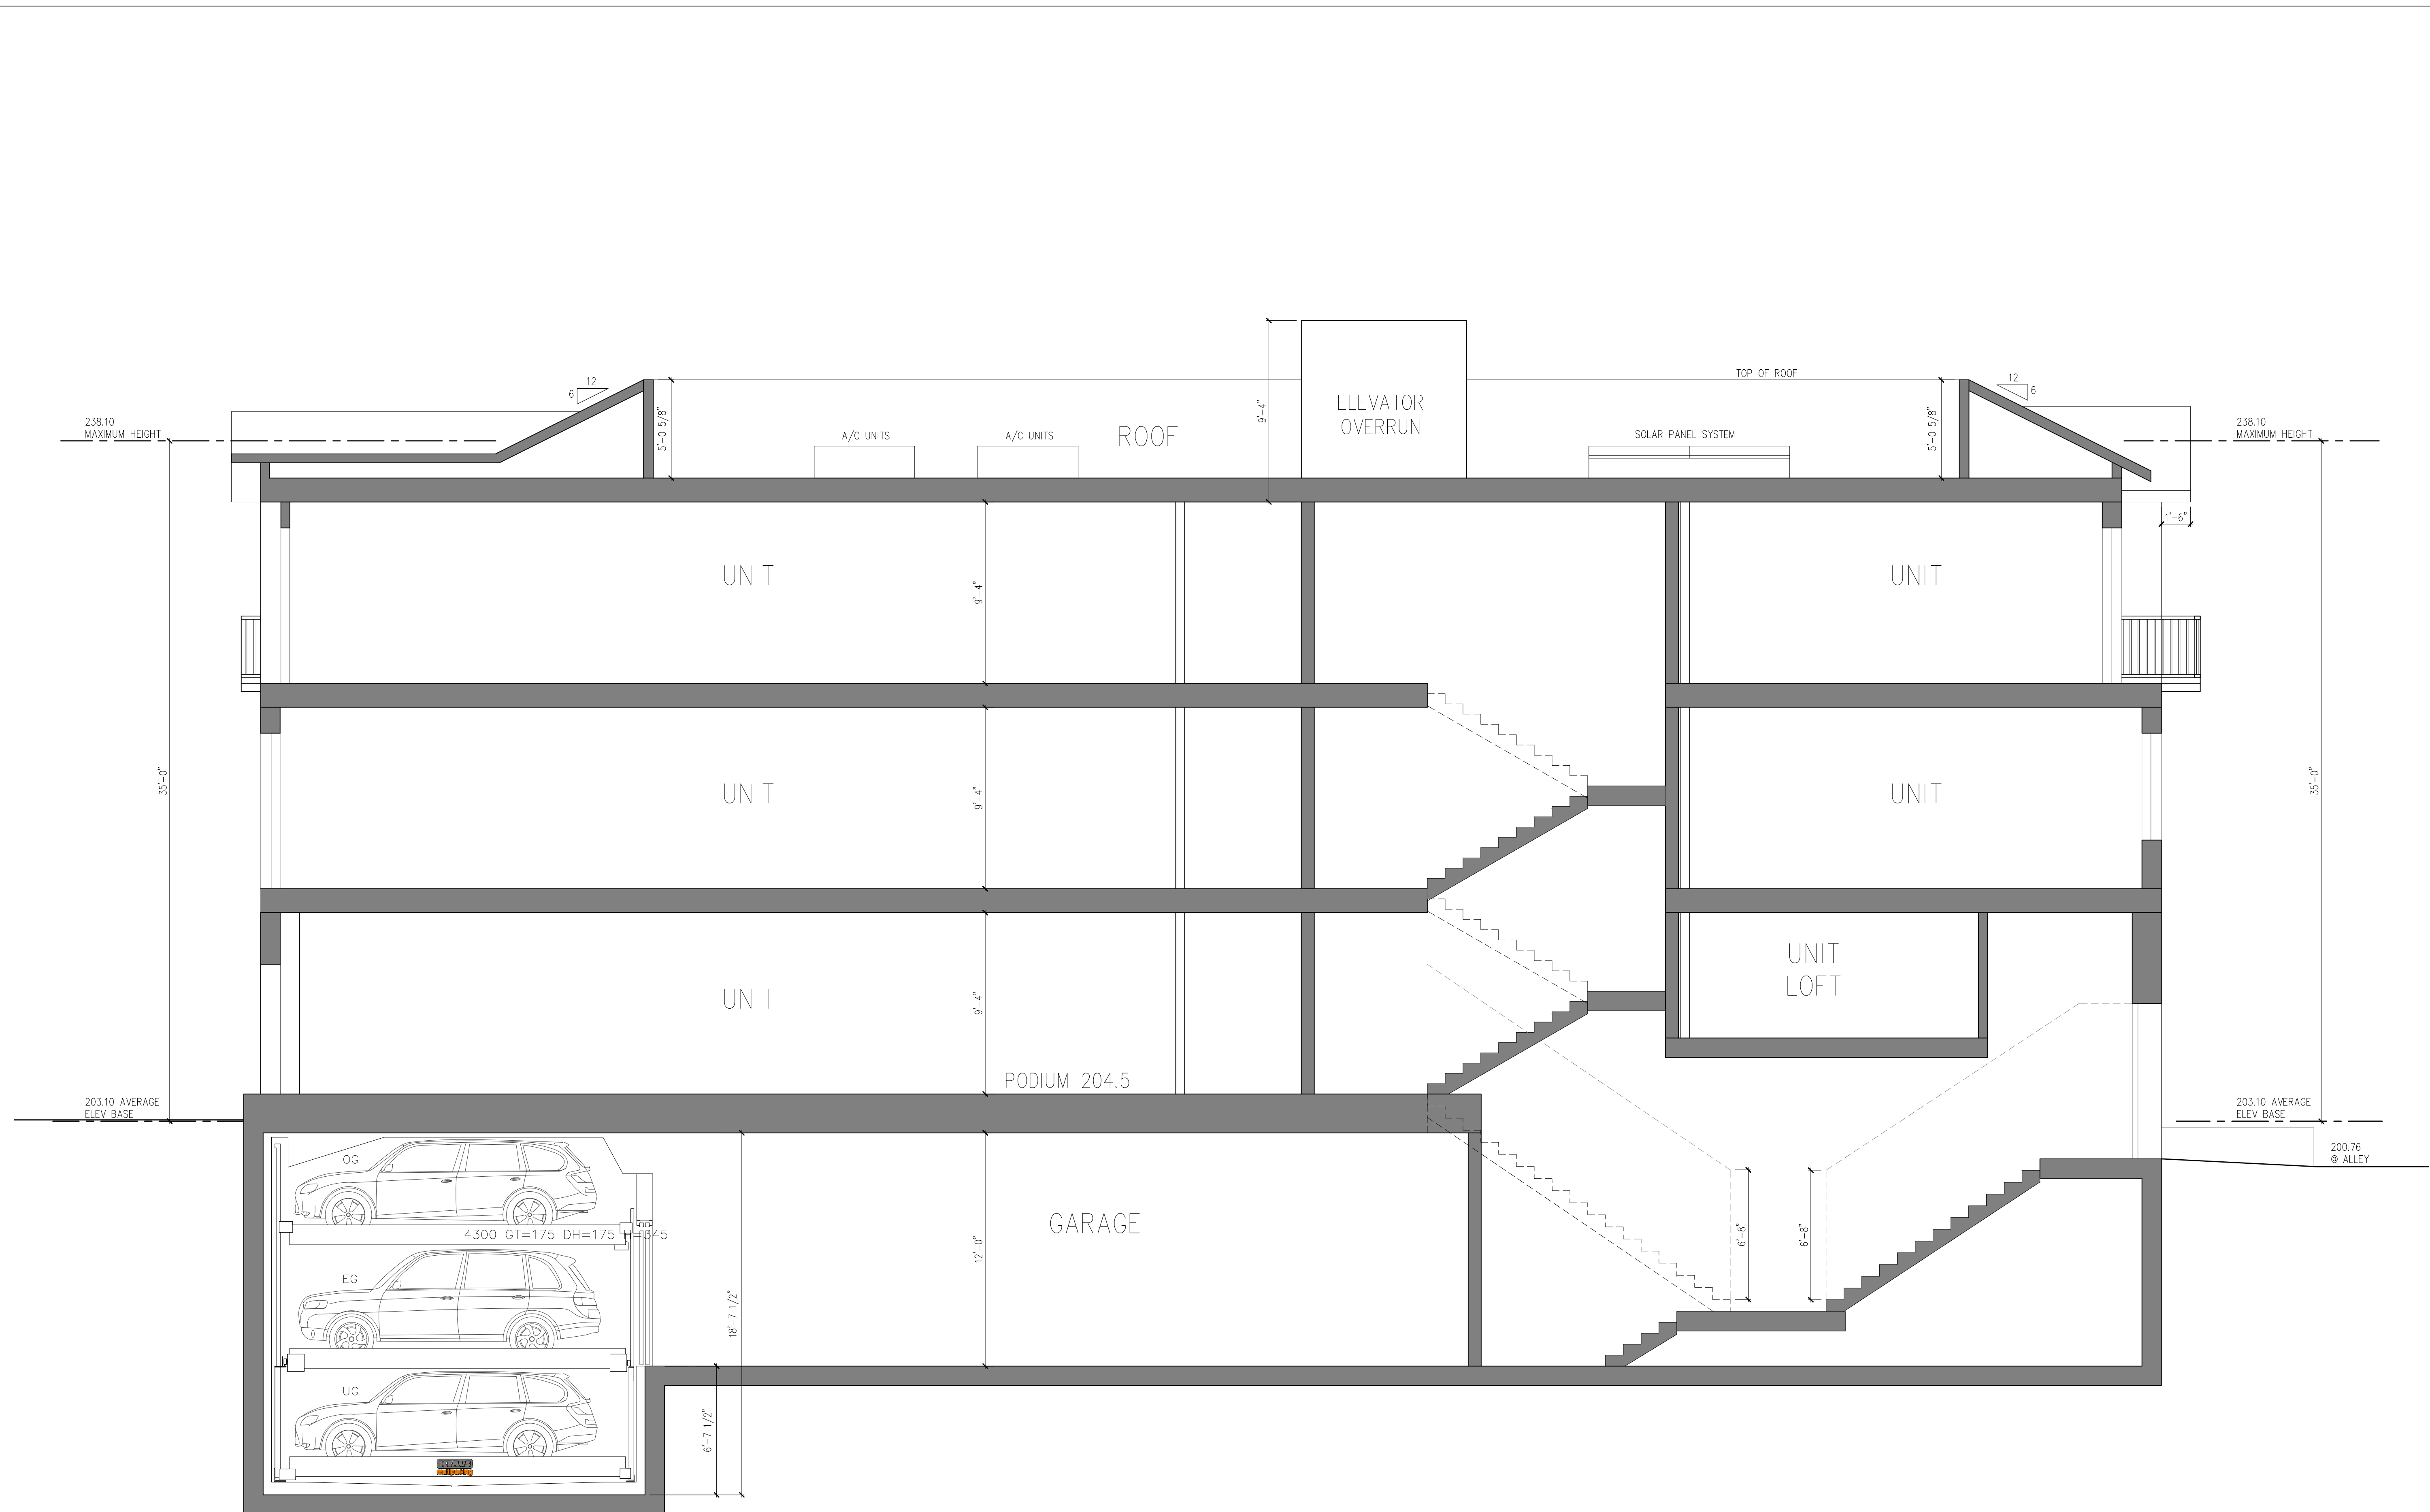 TOP OF ROOF
12
6
12
6
ELEVATOR
OVERRUN
9'-4"
5'-0 5/8"
5'-0 5/8"
238.10
MAXIMUM HEIGHT
A/C UNITS
A/C UNITS
ROOF
SOLAR PANEL SYSTEM
238.10
MAXIMUM HEIGHT
1'-6"
UNIT
9'-4"
UNIT
35'-0"
UNIT
9'-4"
UNIT
35'-0"
UNIT
9'-4"
UNIT
LOFT
PODIUM 204.5
203.10 AVERAGE
ELEV BASE
203.10 AVERAGE
ELEV BASE
200.76
@ ALLEY
OG
4300 GT=175 DH=175 H=345
GARAGE
12'-0"
6'-8"
6'-8"
EG
18'-7 1/2"
UG
6'-7 1/2"